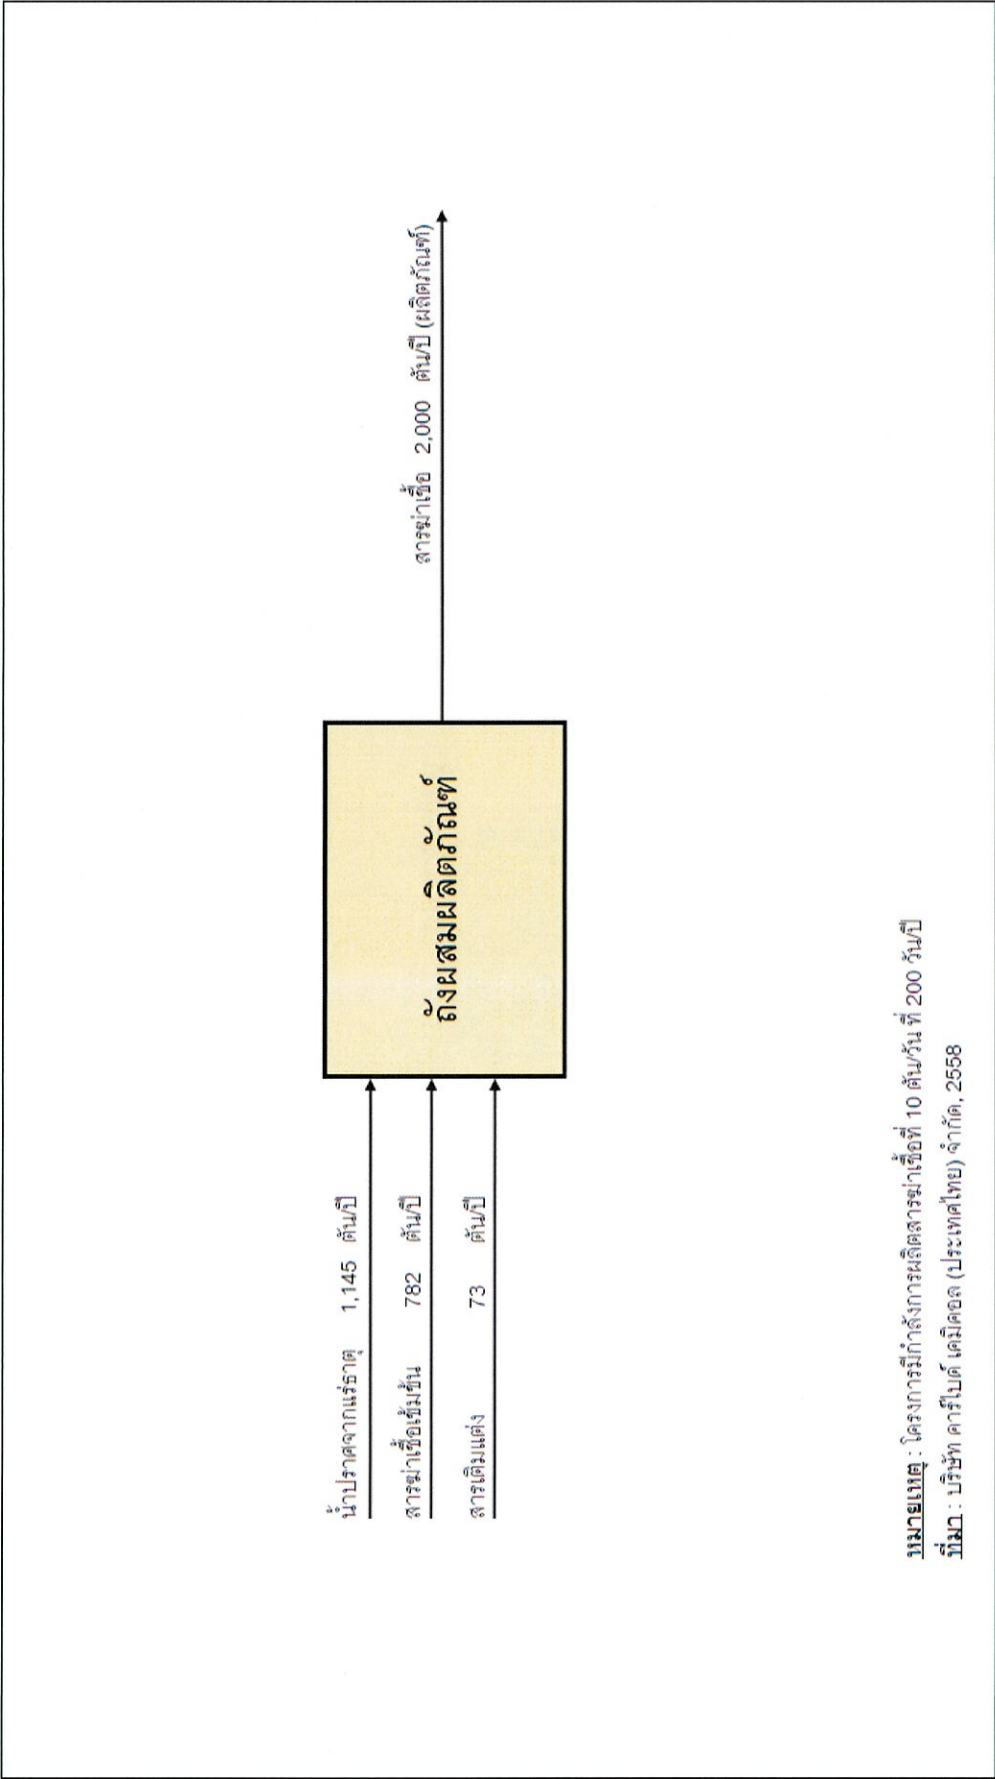 น้ำปราศจากแร่ธาตุ 1,145 ตัน/ปี
สารฆ่าเชื้อเข้มข้น 782 ตัน/ปี
สารเติมแต่ง 73 ตัน/ปี
ถังผสมผลิตภัณฑ์
สารฆ่าเชื้อ 2,000 ตัน/ปี (ผลิตภัณฑ์)
หมายเหตุ : โครงการมีกำลังการผลิตสารฆ่าเชื้อที่ 10 ตัน/วัน ที่ 200 วัน/ปี
ที่มา : บริษัท คาร์ไบด์ เคมิคอล (ประเทศไทย) จำกัด, 2558